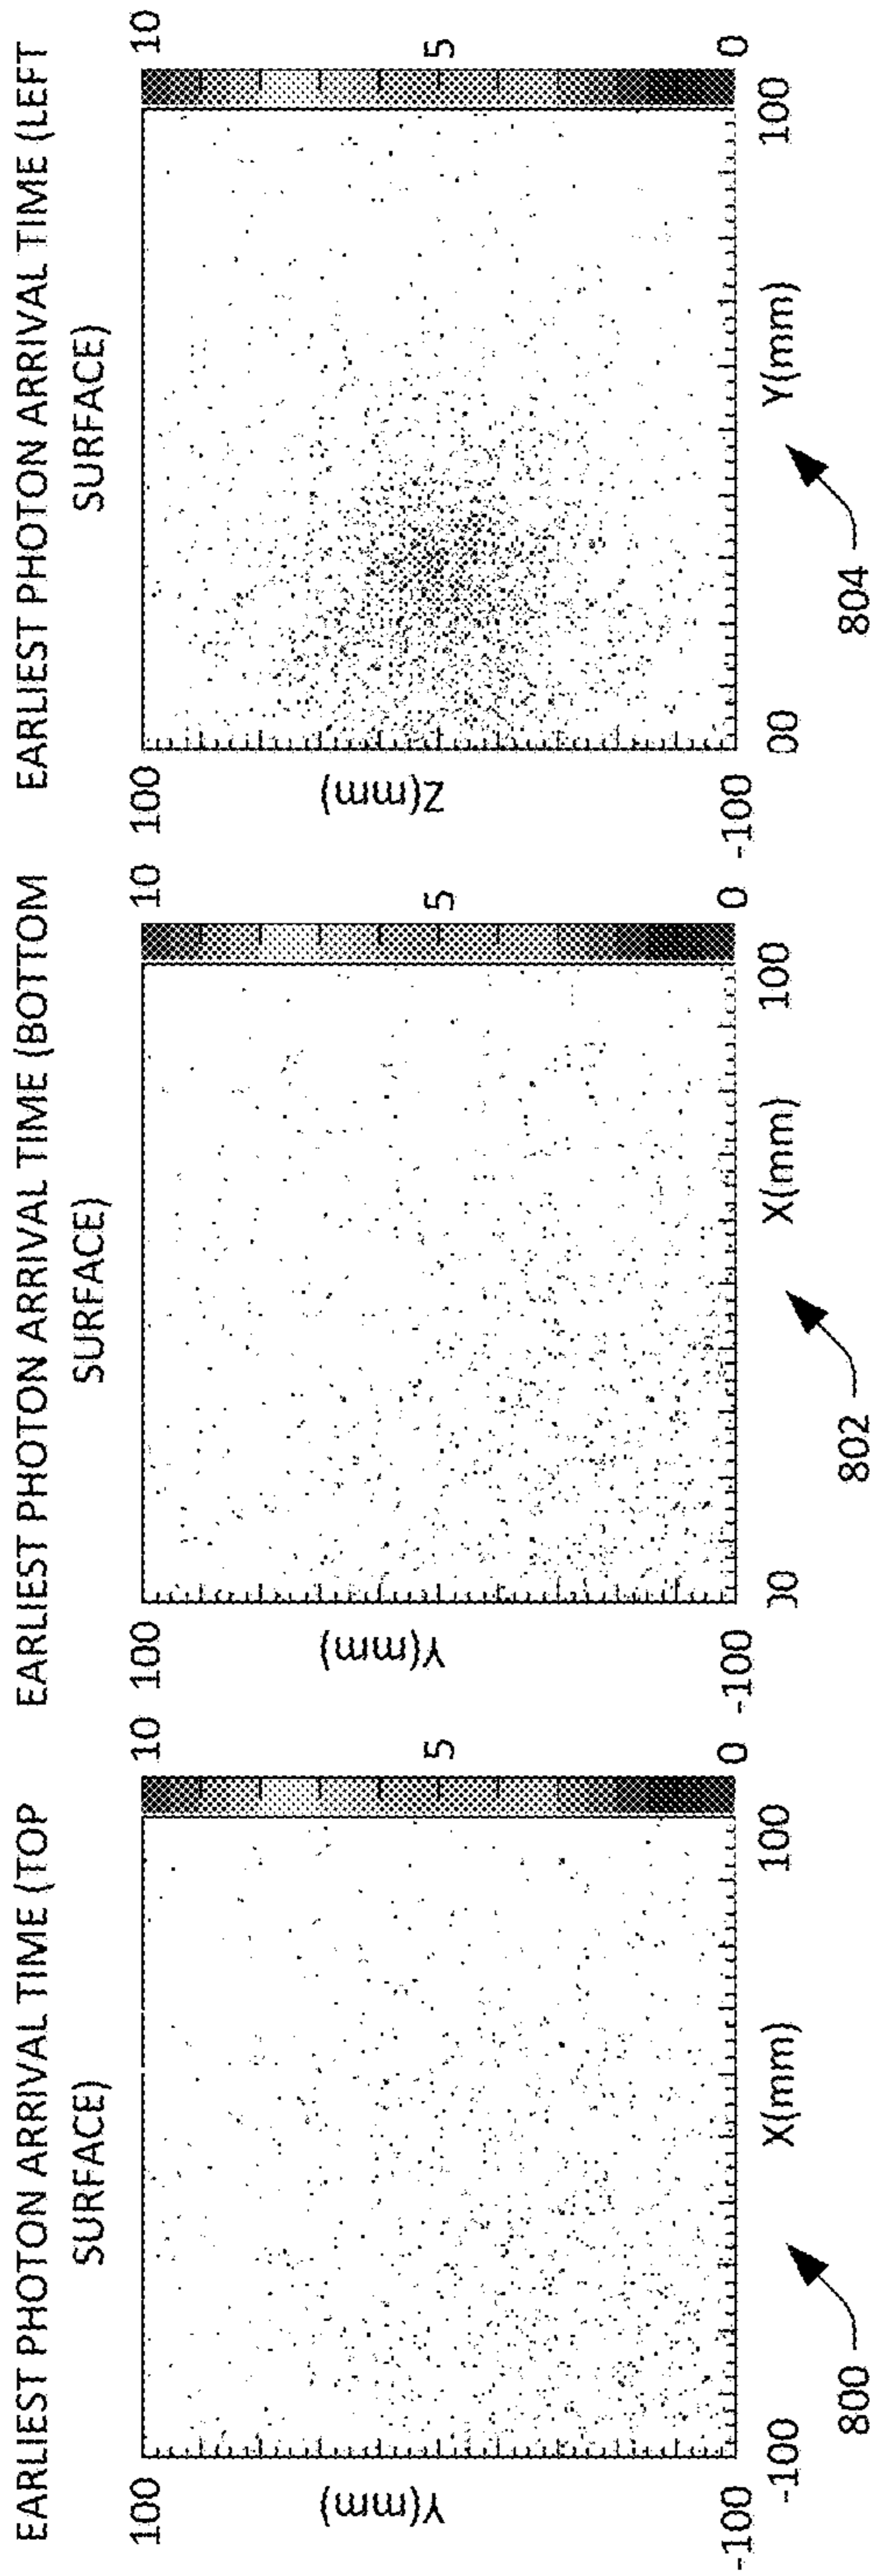 EARLIEST PHOTON ARRIVAL TIME (TOP
SURFACE)
100
Y(mm)
-100
-100
X(mm)
100
10
5
0
800
EARLIEST PHOTON ARRIVAL TIME (BOTTOM
SURFACE)
100
Y(mm)
-100
00
X(mm)
100
10
5
0
802
EARLIEST PHOTON ARRIVAL TIME (LEFT
SURFACE)
100
Z(mm)
-100
00
Y(mm)
100
10
5
0
804